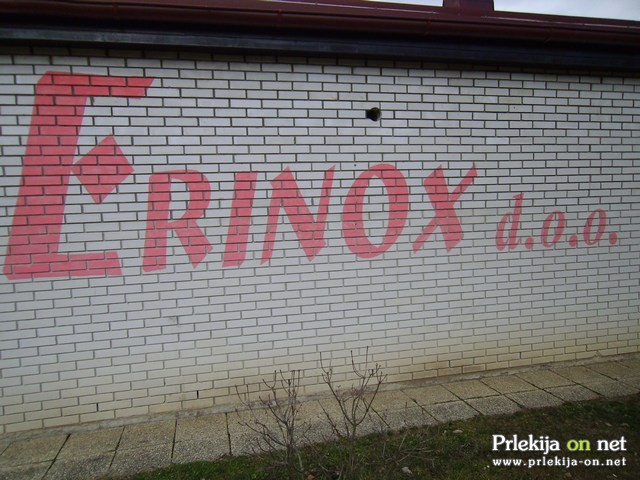 ERINOX d.o.o.
Prlekija on net
www.prlekija-on.net